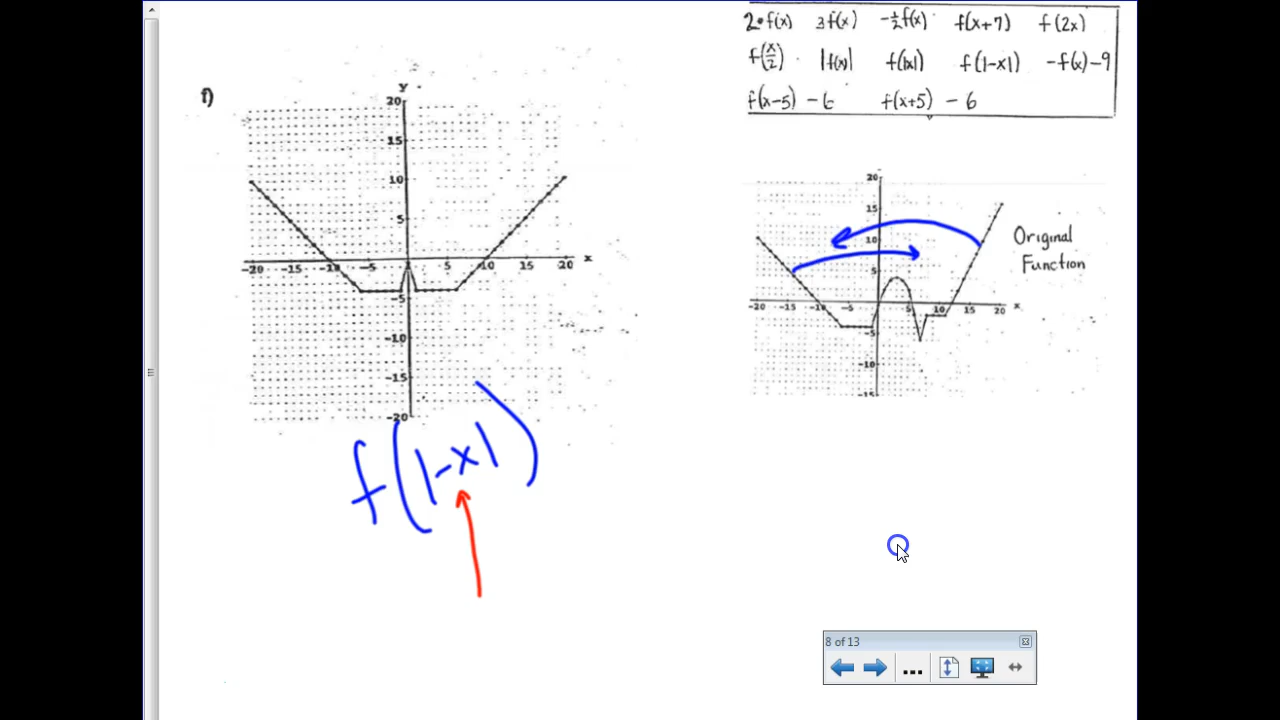 2•f(x) 3f(x) -½f(x) f(x+7) f(2x)
f(x/2) |f(x)| f(|x|) f(|-x|) -f(x)-9
f(x-5) - 6 f(x+5) - 6
f)
y
20
15
10
5
-20 -15 -10 -5 5 10 15 20 x
-5
-10
-15
-20
f(|-x|)
20
15
10
5
-20 -15 -10 -5 5 10 15 20 x
-5
-10
-15
Original
Function
8 of 13